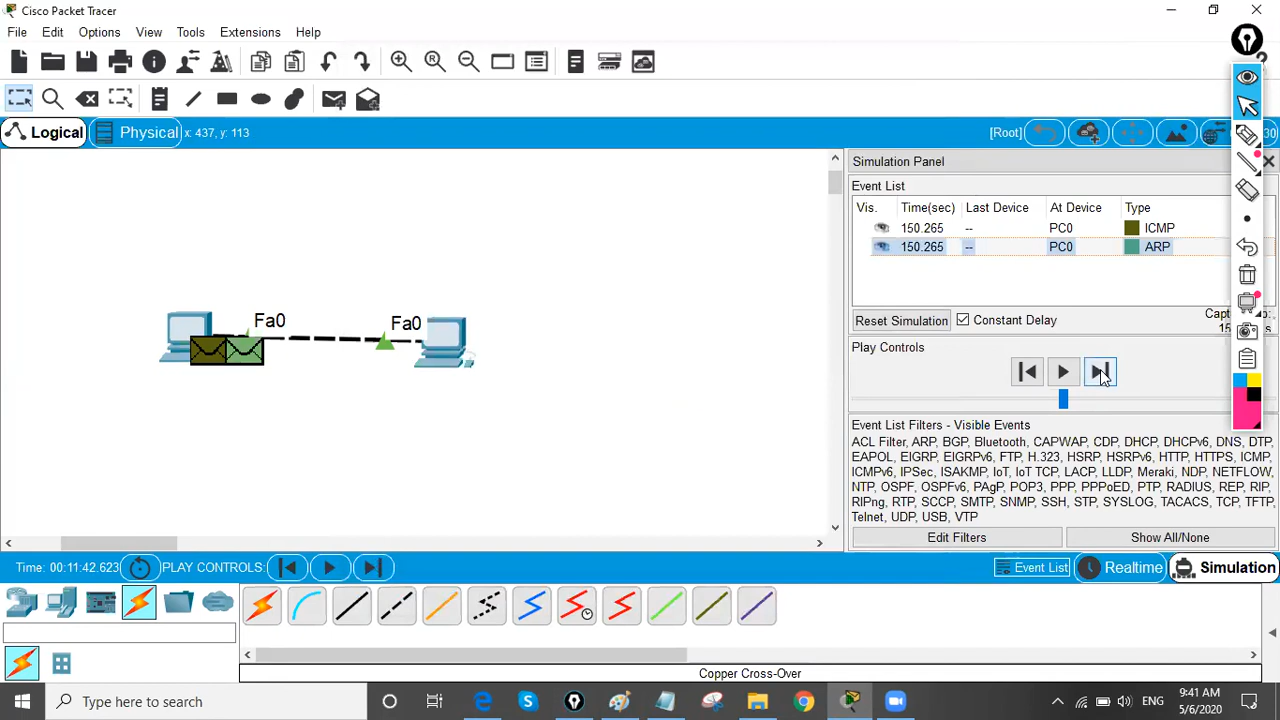 Cisco Packet Tracer
File Edit Options View Tools Extensions Help
Logical Physical x: 437, y: 113 [Root] 30)
Simulation Panel
Event List
Vis. Time(sec) Last Device At Device Type
150.265 -- PC0 ICMP
150.265 -- PC0 ARP
Fa0 Fa0
Reset Simulation Constant Delay
Play Controls
Event List Filters - Visible Events
ACL Filter, ARP, BGP, Bluetooth, CAPWAP, CDP, DHCP, DHCPv6, DNS, DTP,
EAPOL, EIGRP, EIGRPv6, FTP, H.323, HSRP, HSRPv6, HTTP, HTTPS, ICMP,
ICMPv6, IPSec, ISAKMP, IoT, IoT TCP, LACP, LLDP, Meraki, NDP, NETFLOW,
NTP, OSPF, OSPFv6, PAgP, POP3, PPP, PPPoED, PTP, RADIUS, REP, RIP,
RIPng, RTP, SCCP, SMTP, SNMP, SSH, STP, SYSLOG, TACACS, TCP, TFTP,
Telnet, UDP, USB, VTP
Edit Filters Show All/None
Time: 00:11:42.623 PLAY CONTROLS: Event List Realtime Simulation
Copper Cross-Over
Type here to search
ENG
9:41 AM
5/6/2020